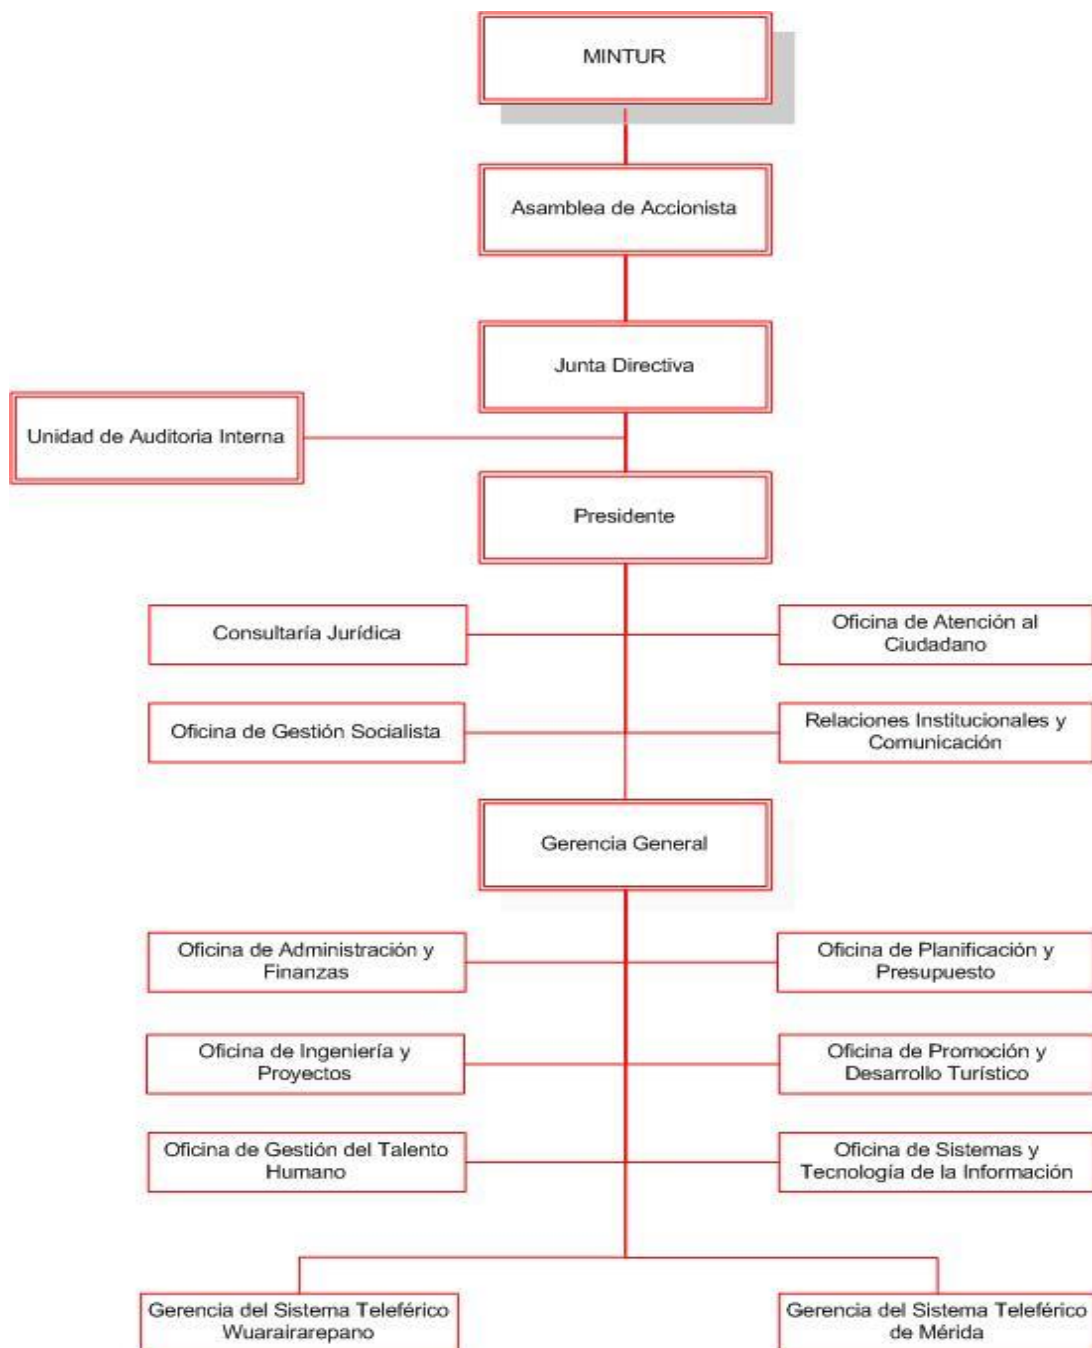 MINTUR
Asamblea de Accionista
Junta Directiva
Unidad de Auditoria Interna
Presidente
Consultaría Jurídica
Oficina de Atención al
Ciudadano
Oficina de Gestión Socialista
Relaciones Institucionales y
Comunicación
Gerencia General
Oficina de Administración y
Finanzas
Oficina de Planificación y
Presupuesto
Oficina de Ingeniería y
Proyectos
Oficina de Promoción y
Desarrollo Turístico
Oficina de Gestión del Talento
Humano
Oficina de Sistemas y
Tecnología de la Información
Gerencia del Sistema Teleférico
Wuarairarepano
Gerencia del Sistema Teleférico
de Mérida